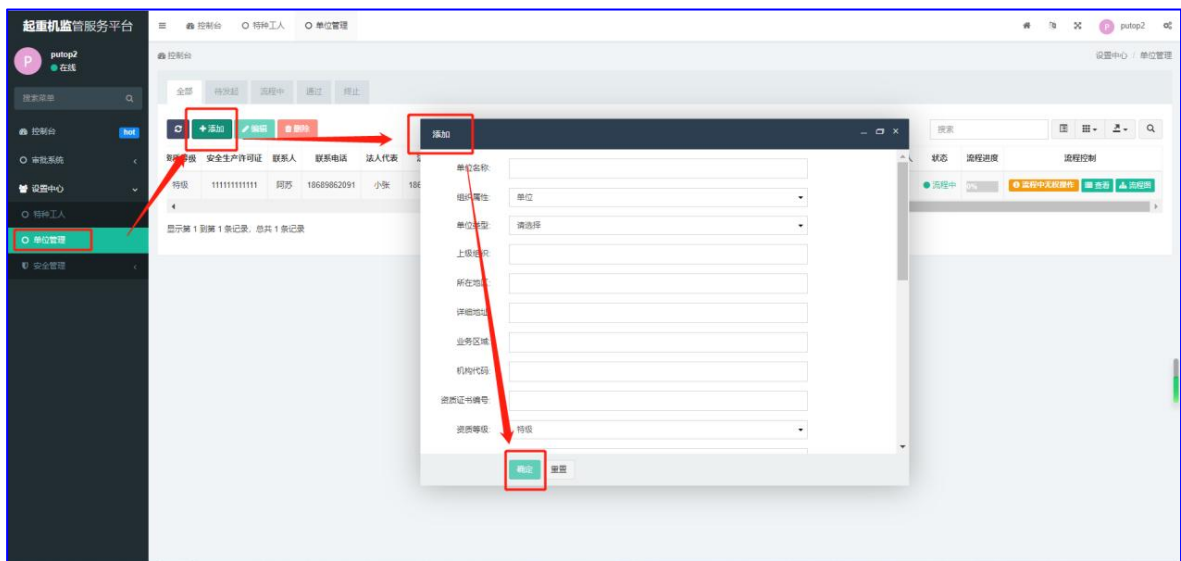 起重机监管服务平台
控制台 特种工人 单位管理
putop2
P putop2
在线
控制台
设置中心 / 单位管理
搜索菜单
全部 待发起 流程中 通过 终止
控制台 hot
添加 编辑 删除
添加
搜索
审批系统
资质等级 安全生产许可证 联系人 联系电话 法人代表
状态 流程进度 流程控制
单位名称:
设置中心
特级 111111111111 阿苏 18689862091 小张 186
流程中 0% 流程中无权操作 查看 流程图
组织属性: 单位
特种工人
显示第 1 到第 1 条记录，总共 1 条记录
单位类型: 请选择
单位管理
上级组织:
安全管理
所在地区:
详细地址:
业务区域:
机构代码:
资质证书编号:
资质等级: 特级
确定 重置